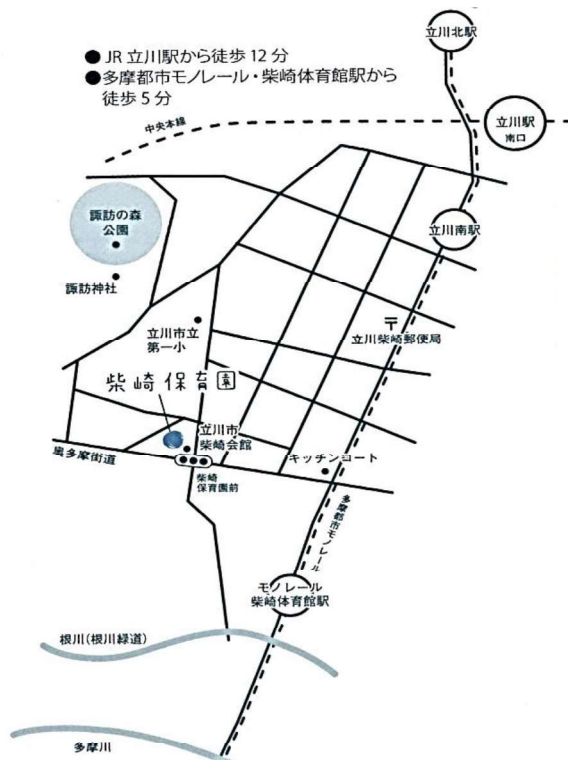 ● JR 立川駅から徒歩 12 分
● 多摩都市モノレール・柴崎体育館駅から
徒歩 5 分
立川北駅
中央本線
立川駅
南口
諏訪の森
公園
立川南駅
諏訪神社
〒
立川柴崎郵便局
立川市立
第一小
柴崎保育園
立川市
柴崎会館
奥多摩街道
キッチンコート
柴崎
保育園前
多摩都市モノレール
モノレール
柴崎体育館駅
根川(根川緑道)
多摩川